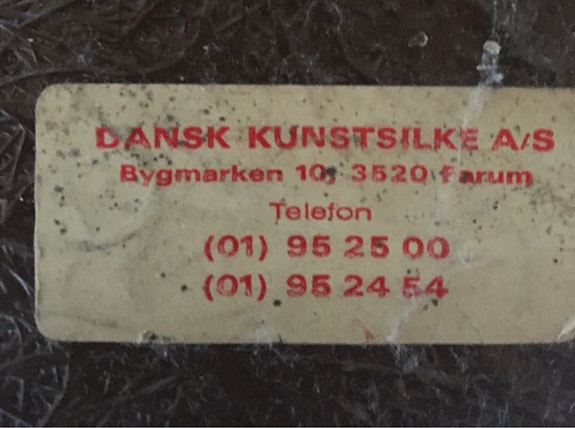 DANSK KUNSTSILKE A/S
Bygmarken 10, 3520 Farum
Telefon
(01) 95 25 00
(01) 95 24 54